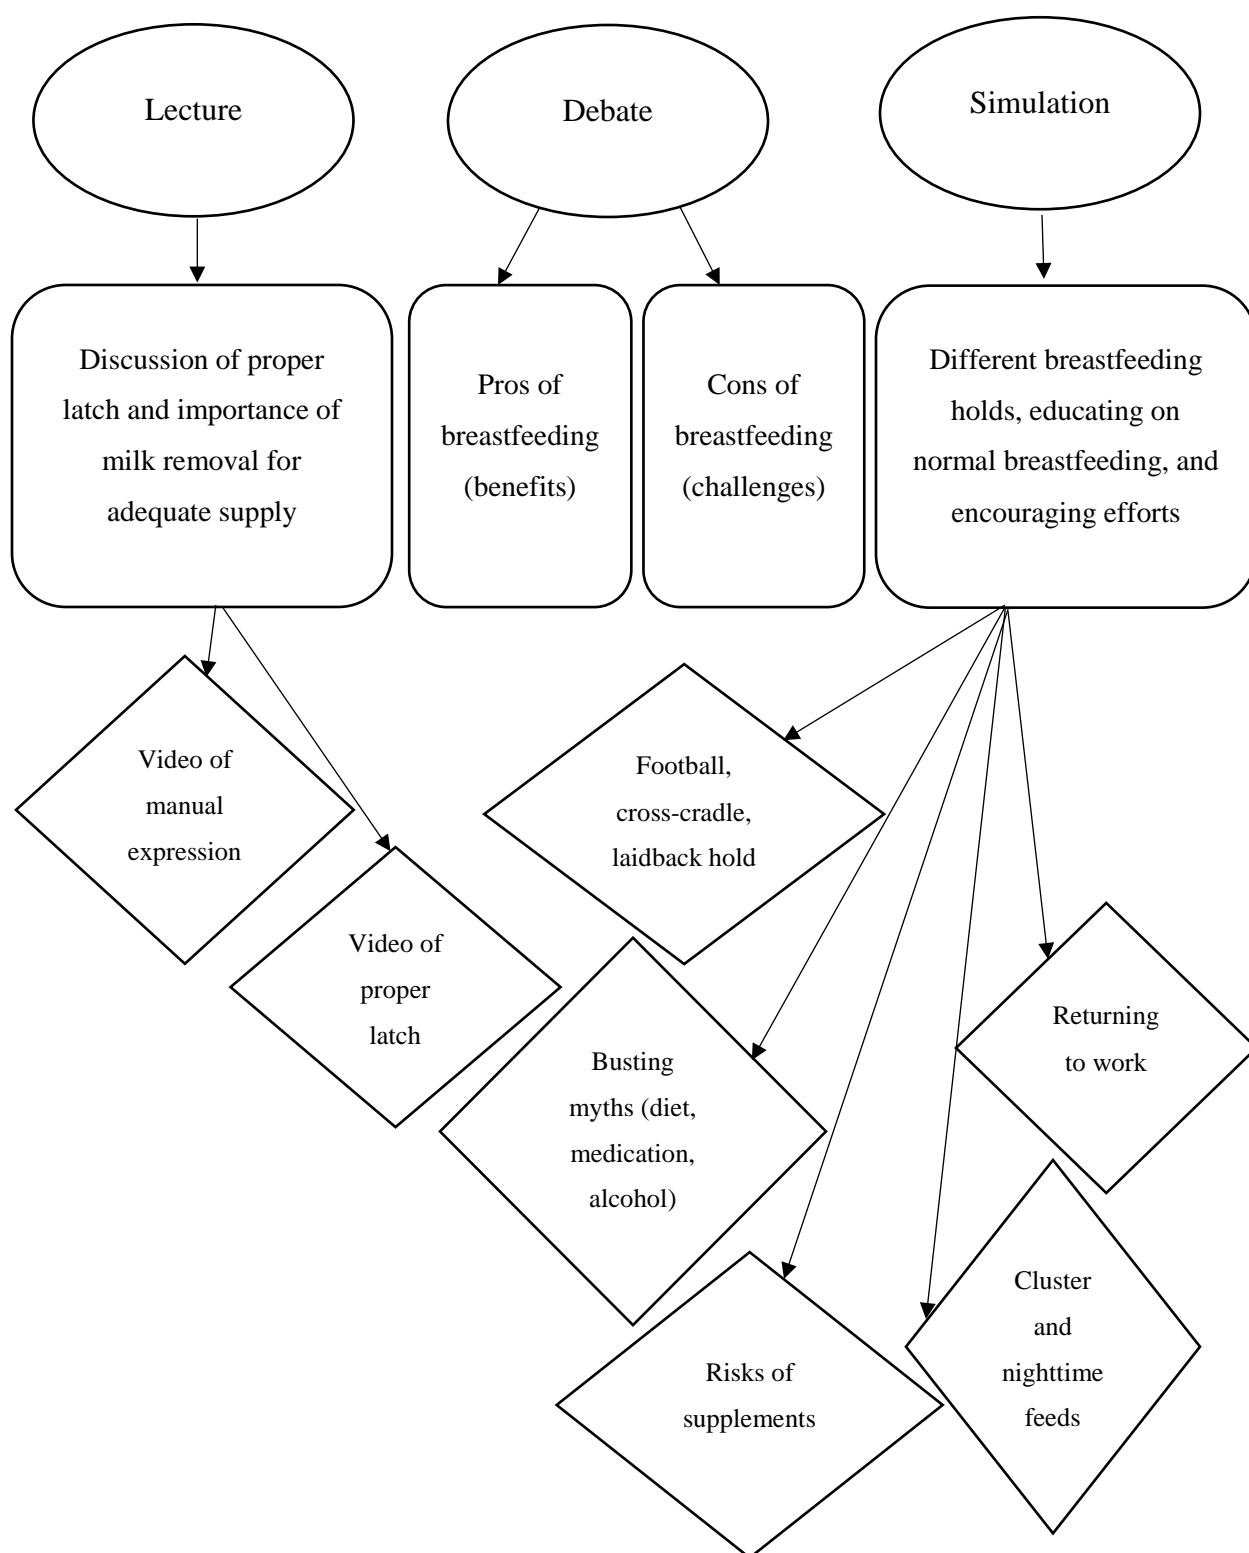 Lecture
Debate
Simulation
Discussion of proper
latch and importance of
milk removal for
adequate supply
Pros of
breastfeeding
(benefits)
Cons of
breastfeeding
(challenges)
Different breastfeeding
holds, educating on
normal breastfeeding, and
encouraging efforts
Video of
manual
expression
Football,
cross-cradle,
laidback hold
Video of
proper
latch
Busting
myths (diet,
medication,
alcohol)
Returning
to work
Risks of
supplements
Cluster
and
nighttime
feeds